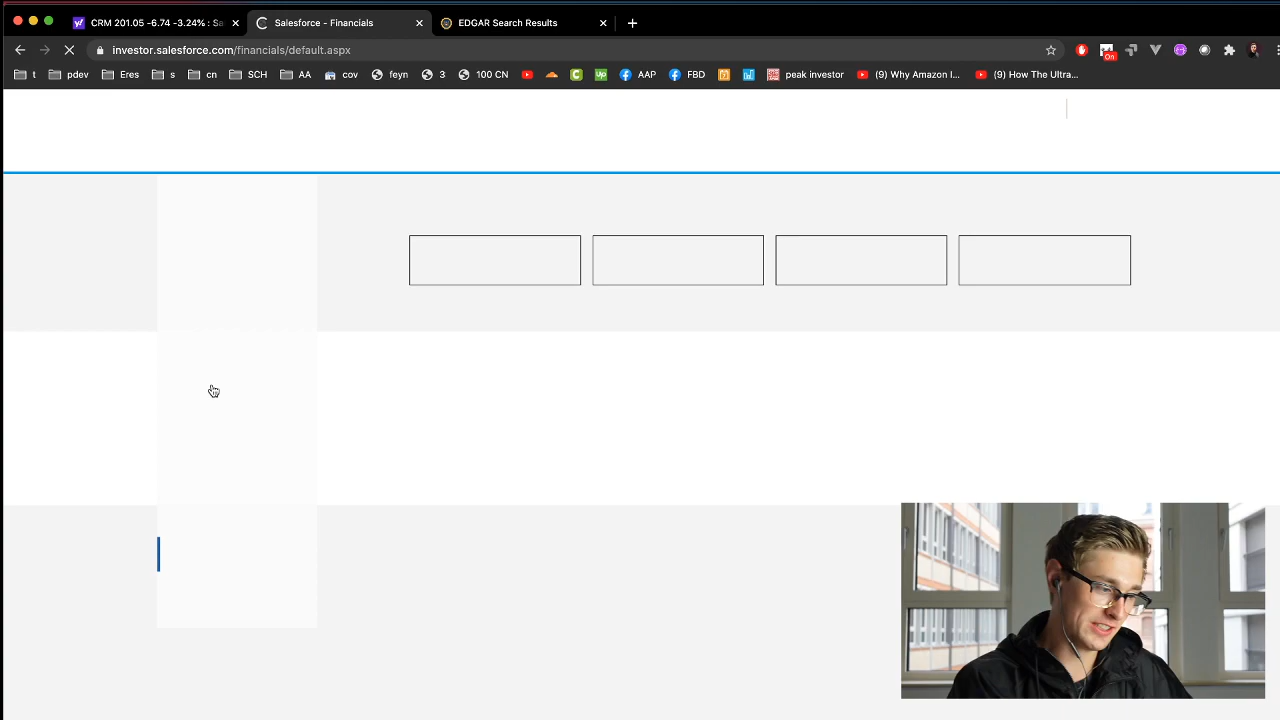 CRM 201.05 -6.74 -3.24% : Sa
Salesforce - Financials
EDGAR Search Results
investor.salesforce.com/financials/default.aspx
On
t pdev Eres s cn SCH AA cov feyn 3 100 CN AAP FBD peak investor (9) Why Amazon I... (9) How The Ultra...